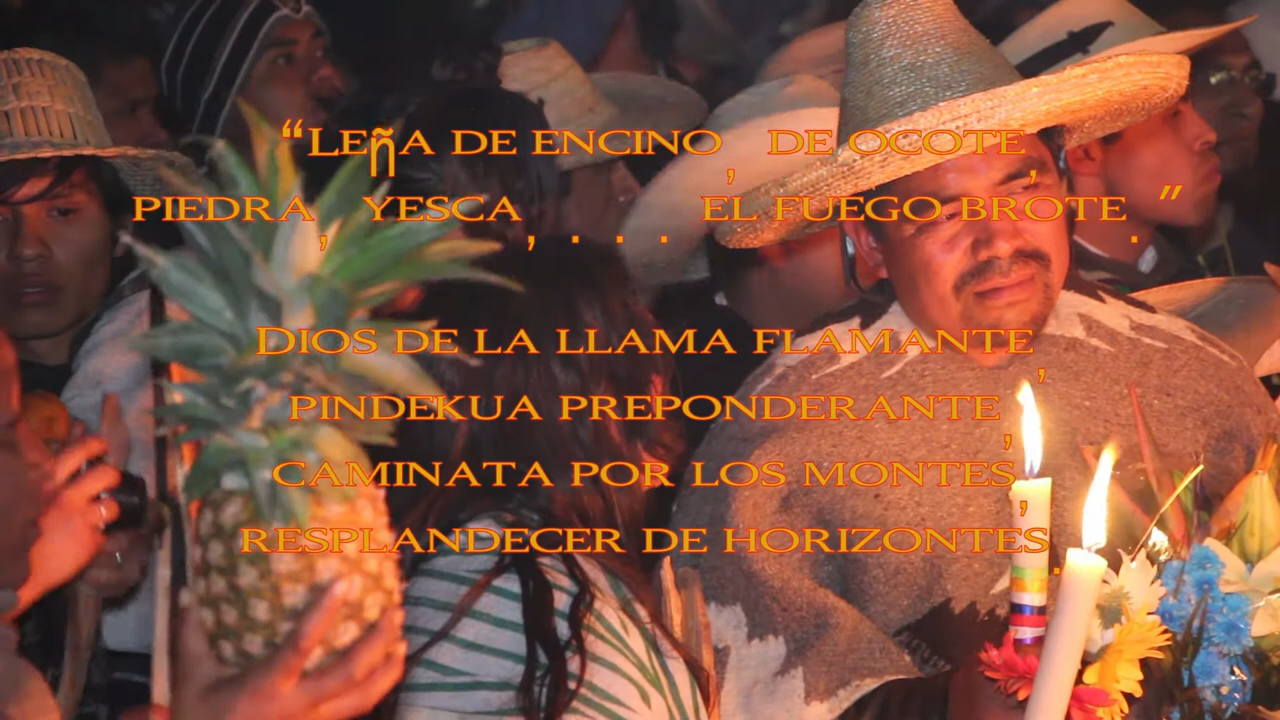 “Leña de encino, de ocote,
piedra, yesca, . . . el fuego brote.”
Dios de la llama flamante,
pindekua preponderante,
caminata por los montes,
resplandecer de horizontes.